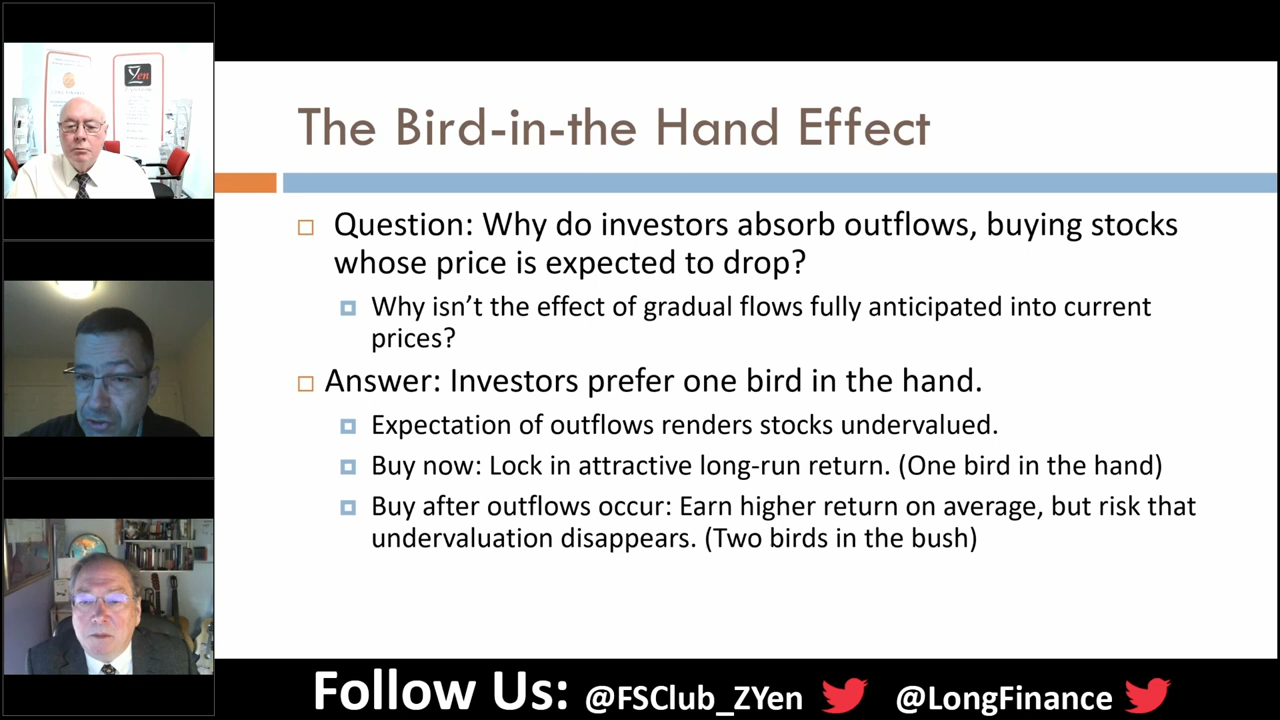 Zyen
The Bird-in-the Hand Effect
Question: Why do investors absorb outflows, buying stocks
whose price is expected to drop?
Why isn’t the effect of gradual flows fully anticipated into current
prices?
Answer: Investors prefer one bird in the hand.
Expectation of outflows renders stocks undervalued.
Buy now: Lock in attractive long-run return. (One bird in the hand)
Buy after outflows occur: Earn higher return on average, but risk that
undervaluation disappears. (Two birds in the bush)
Follow Us: @FSClub_ZYen @LongFinance